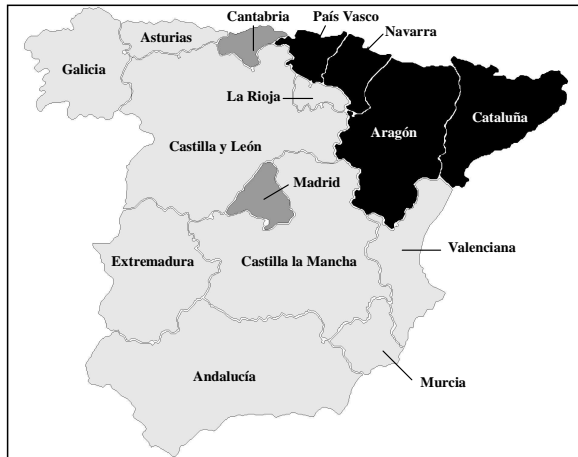 Cantabria
País Vasco
Asturias
Navarra
Galicia
La Rioja
Aragón
Cataluña
Castilla y León
Madrid
Valenciana
Extremadura
Castilla la Mancha
Andalucía
Murcia